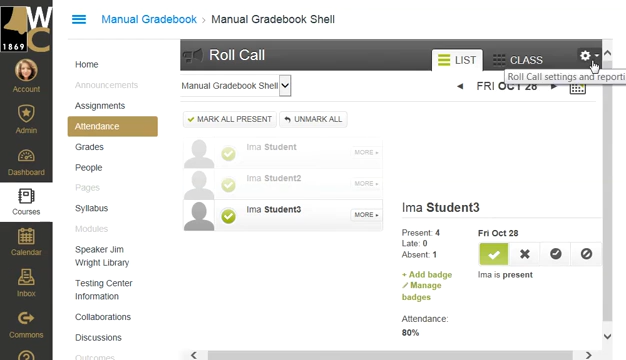 WC
1869
Account
Admin
Dashboard
Courses
Calendar
Inbox
Commons
Manual Gradebook › Manual Gradebook Shell
Home
Announcements
Assignments
Attendance
Grades
People
Pages
Syllabus
Modules
Speaker Jim
Wright Library
Testing Center
Information
Collaborations
Discussions
Outcomes
Roll Call
LIST
CLASS
Roll Call settings and reporti
Manual Gradebook Shell
FRI OCT 28
MARK ALL PRESENT
UNMARK ALL
Ima Student
MORE
Ima Student2
MORE
Ima Student3
MORE
Ima Student3
Present: 4
Late: 0
Absent: 1
+ Add badge
Manage
badges
Attendance:
80%
Fri Oct 28
Ima is present